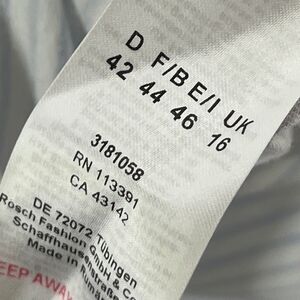 D F/B E/I UK
42 44 46 16
3181058
RN 113391
CA 43142
DE 72072 Tübingen
Rosch Fashion GmbH & Co
Schaffhausenstraße
Made in
EEP AWAY